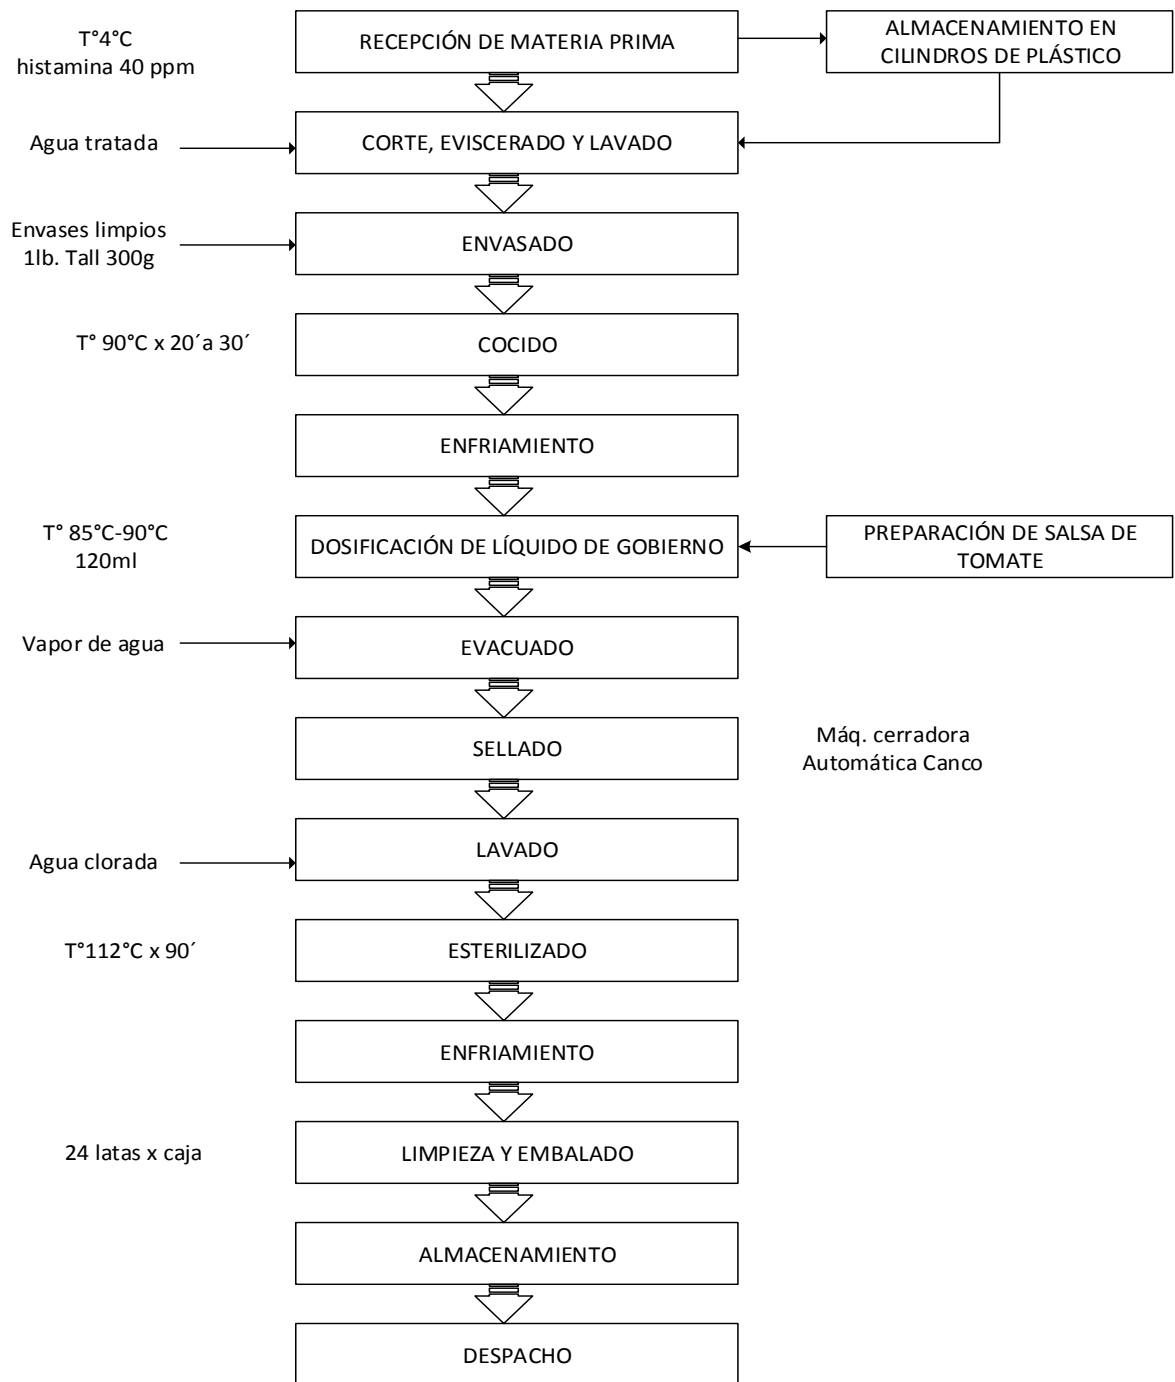 T°4°C
histamina 40 ppm
RECEPCIÓN DE MATERIA PRIMA
ALMACENAMIENTO EN
CILINDROS DE PLÁSTICO
Agua tratada
CORTE, EVISCERADO Y LAVADO
Envases limpios
1lb. Tall 300g
ENVASADO
T° 90°C x 20´a 30´
COCIDO
ENFRIAMIENTO
T° 85°C-90°C
120ml
DOSIFICACIÓN DE LÍQUIDO DE GOBIERNO
PREPARACIÓN DE SALSA DE
TOMATE
Vapor de agua
EVACUADO
SELLADO
Máq. cerradora
Automática Canco
Agua clorada
LAVADO
T°112°C x 90´
ESTERILIZADO
ENFRIAMIENTO
24 latas x caja
LIMPIEZA Y EMBALADO
ALMACENAMIENTO
DESPACHO